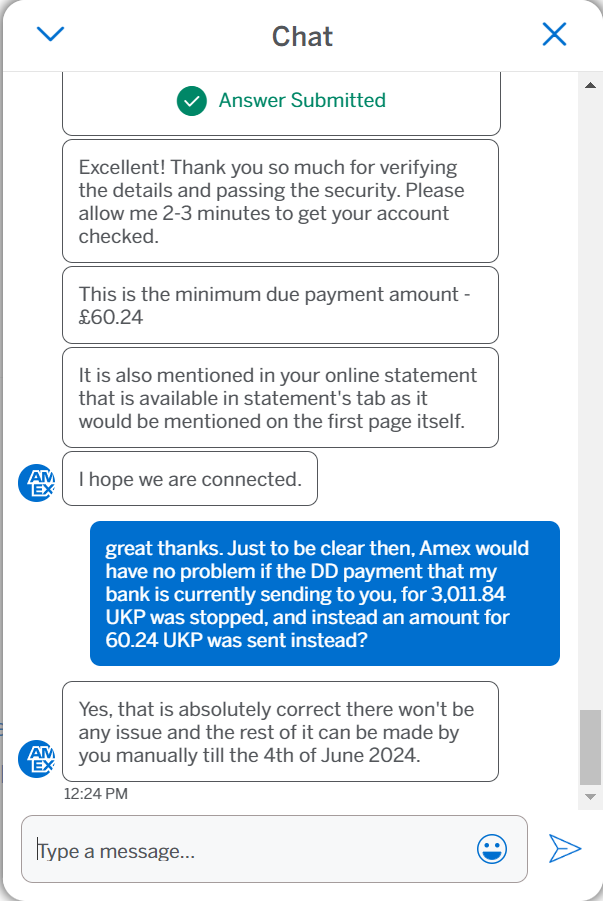 Chat
Answer Submitted
Excellent! Thank you so much for verifying
the details and passing the security. Please
allow me 2-3 minutes to get your account
checked.
This is the minimum due payment amount -
£60.24
It is also mentioned in your online statement
that is available in statement's tab as it
would be mentioned on the first page itself.
AM
EX
I hope we are connected.
great thanks. Just to be clear then, Amex would
have no problem if the DD payment that my
bank is currently sending to you, for 3,011.84
UKP was stopped, and instead an amount for
60.24 UKP was sent instead?
Yes, that is absolutely correct there won't be
any issue and the rest of it can be made by
you manually till the 4th of June 2024.
AM
EX
12:24 PM
Type a message...